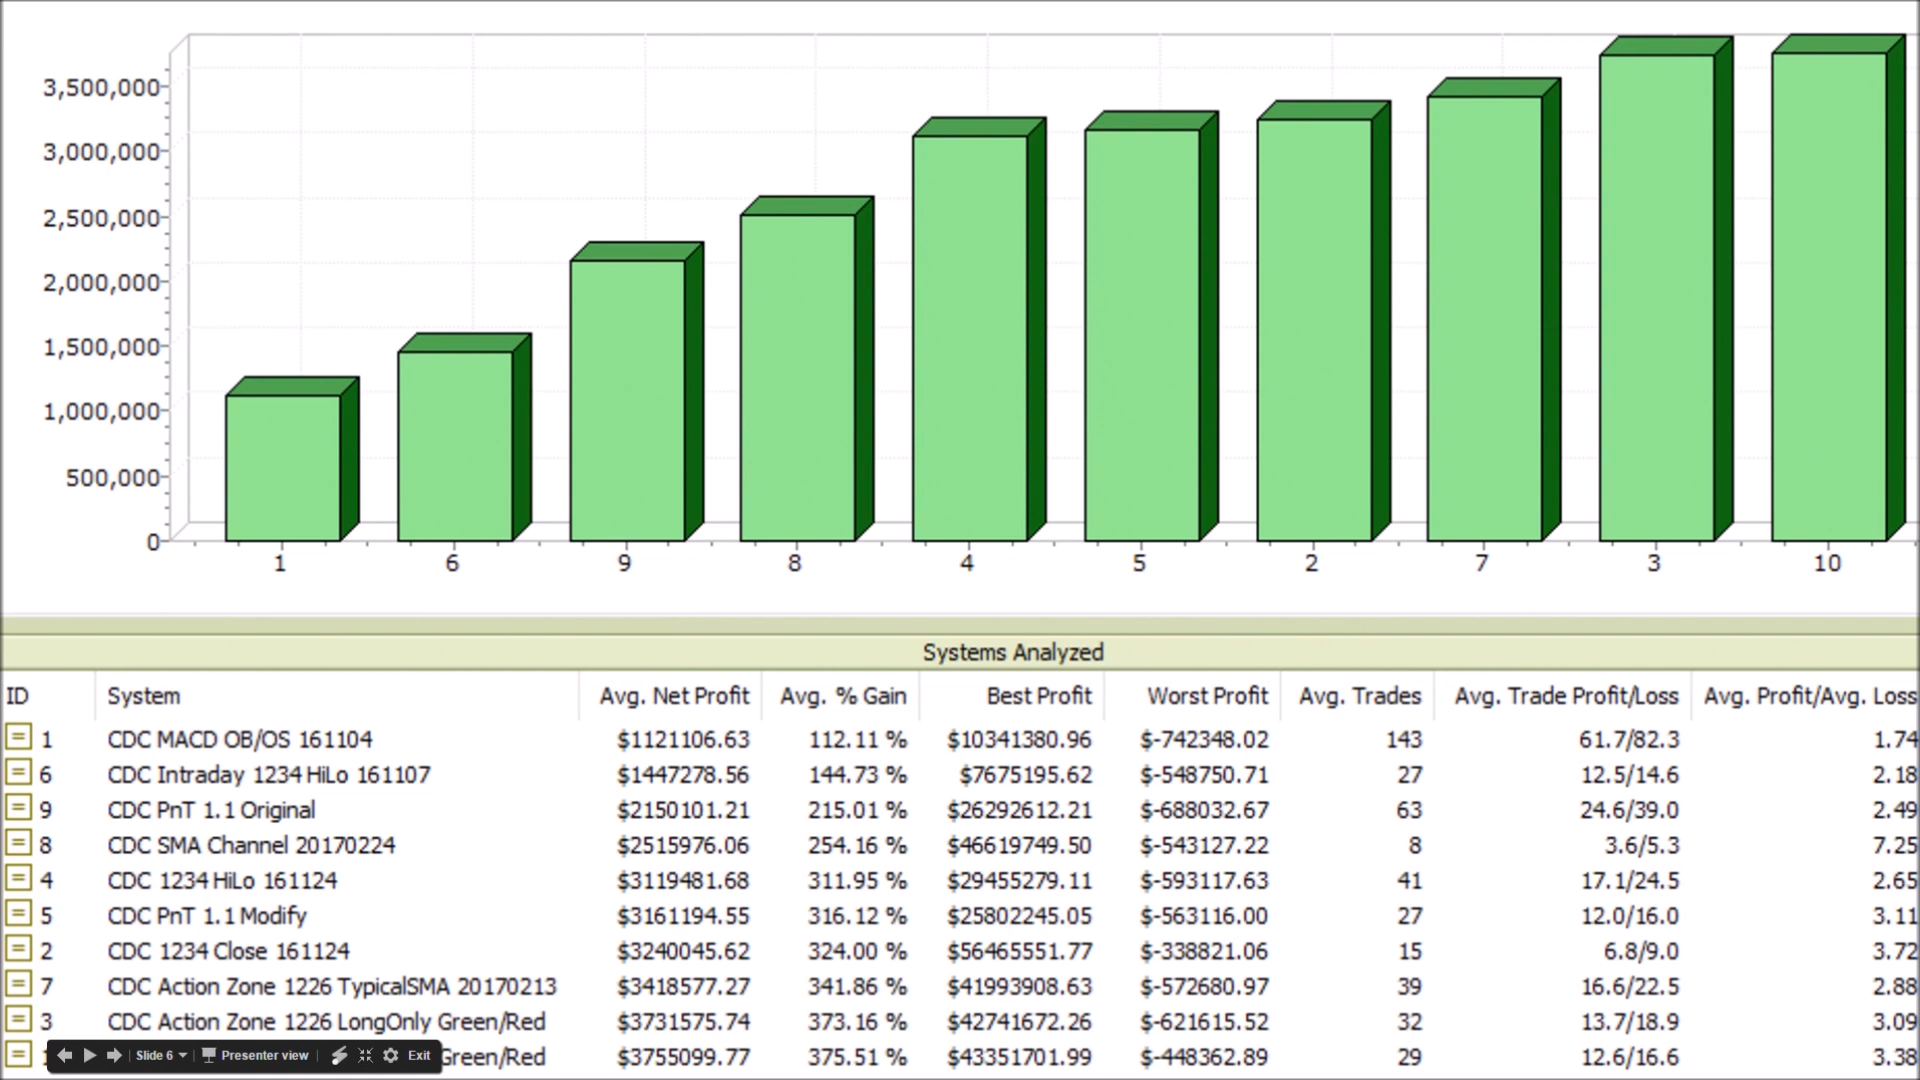 3,500,000
3,000,000
2,500,000
2,000,000
1,500,000
1,000,000
500,000
0
1 6 9 8 4 5 2 7 3 10
Systems Analyzed
ID System Avg. Net Profit Avg. % Gain Best Profit Worst Profit Avg. Trades Avg. Trade Profit/Loss Avg. Profit/Avg. Loss
1 CDC MACD OB/OS 161104 $1121106.63 112.11 % $10341380.96 $-742348.02 143 61.7/82.3 1.74
6 CDC Intraday 1234 HiLo 161107 $1447278.56 144.73 % $7675195.62 $-548750.71 27 12.5/14.6 2.18
9 CDC PnT 1.1 Original $2150101.21 215.01 % $26292612.21 $-688032.67 63 24.6/39.0 2.49
8 CDC SMA Channel 20170224 $2515976.06 254.16 % $46619749.50 $-543127.22 8 3.6/5.3 7.25
4 CDC 1234 HiLo 161124 $3119481.68 311.95 % $29455279.11 $-593117.63 41 17.1/24.5 2.65
5 CDC PnT 1.1 Modify $3161194.55 316.12 % $25802245.05 $-563116.00 27 12.0/16.0 3.11
2 CDC 1234 Close 161124 $3240045.62 324.00 % $56465551.77 $-338821.06 15 6.8/9.0 3.72
7 CDC Action Zone 1226 TypicalSMA 20170213 $3418577.27 341.86 % $41993908.63 $-572680.97 39 16.6/22.5 2.88
3 CDC Action Zone 1226 LongOnly Green/Red $3731575.74 373.16 % $42741672.26 $-621615.52 32 13.7/18.9 3.09
Green/Red $3755099.77 375.51 % $43351701.99 $-448362.89 29 12.6/16.6 3.38
Slide 6 Presenter view Exit